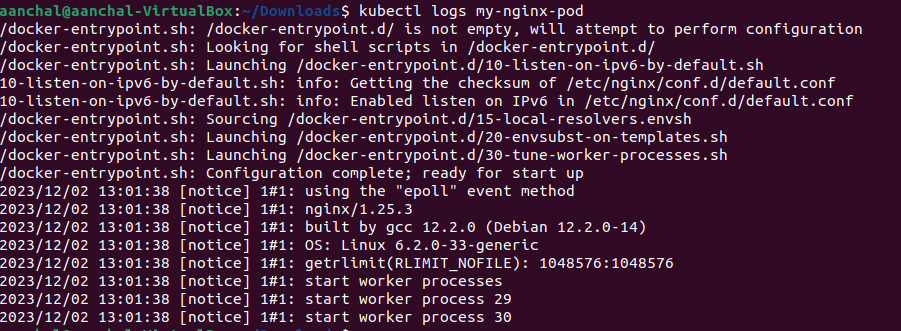 aanchal@aanchal-VirtualBox:~/Downloads$ kubectl logs my-nginx-pod
/docker-entrypoint.sh: /docker-entrypoint.d/ is not empty, will attempt to perform configuration
/docker-entrypoint.sh: Looking for shell scripts in /docker-entrypoint.d/
/docker-entrypoint.sh: Launching /docker-entrypoint.d/10-listen-on-ipv6-by-default.sh
10-listen-on-ipv6-by-default.sh: info: Getting the checksum of /etc/nginx/conf.d/default.conf
10-listen-on-ipv6-by-default.sh: info: Enabled listen on IPv6 in /etc/nginx/conf.d/default.conf
/docker-entrypoint.sh: Sourcing /docker-entrypoint.d/15-local-resolvers.envsh
/docker-entrypoint.sh: Launching /docker-entrypoint.d/20-envsubst-on-templates.sh
/docker-entrypoint.sh: Launching /docker-entrypoint.d/30-tune-worker-processes.sh
/docker-entrypoint.sh: Configuration complete; ready for start up
2023/12/02 13:01:38 [notice] 1#1: using the "epoll" event method
2023/12/02 13:01:38 [notice] 1#1: nginx/1.25.3
2023/12/02 13:01:38 [notice] 1#1: built by gcc 12.2.0 (Debian 12.2.0-14)
2023/12/02 13:01:38 [notice] 1#1: OS: Linux 6.2.0-33-generic
2023/12/02 13:01:38 [notice] 1#1: getrlimit(RLIMIT_NOFILE): 1048576:1048576
2023/12/02 13:01:38 [notice] 1#1: start worker processes
2023/12/02 13:01:38 [notice] 1#1: start worker process 29
2023/12/02 13:01:38 [notice] 1#1: start worker process 30